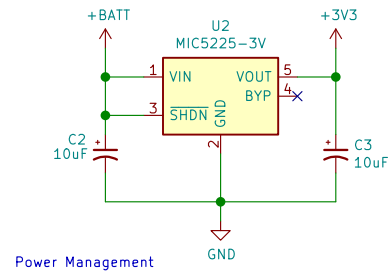 +BATT
U2
+3V3
MIC5225-3V
1 VIN VOUT 5
BYP 4
3 SHDN GND
2
C2
10uF
C3
10uF
GND
Power Management